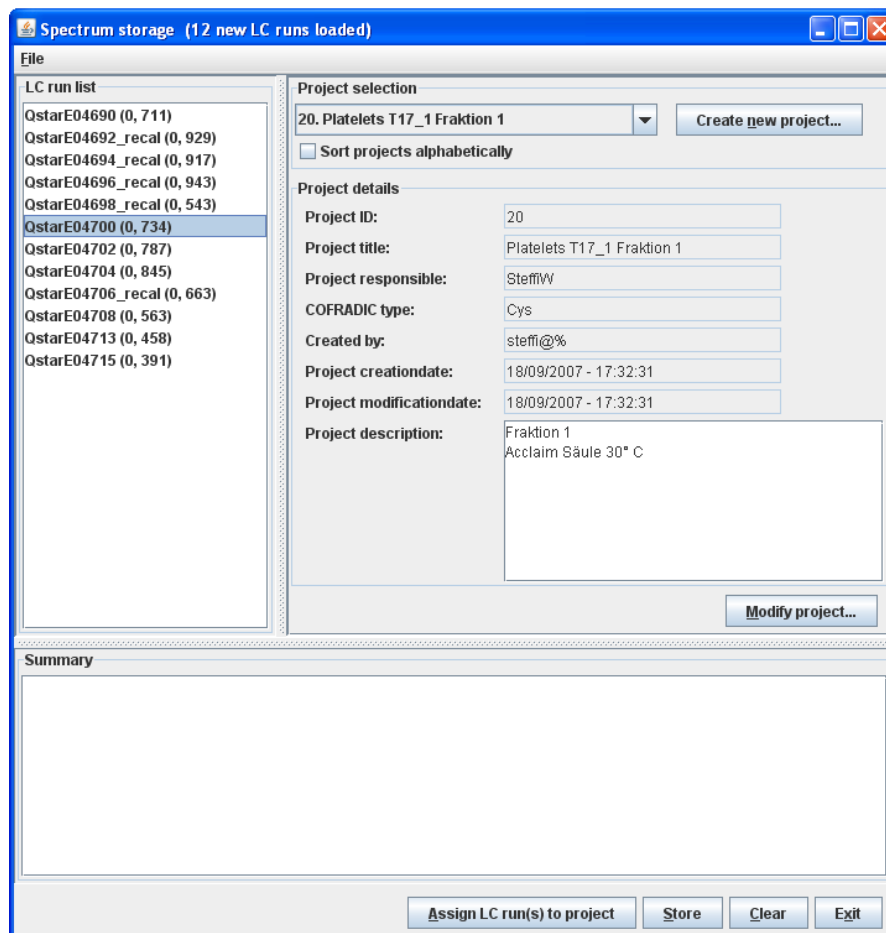 Spectrum storage (12 new LC runs loaded)
File
LC run list
QstarE04690 (0, 711)
QstarE04692_recal (0, 929)
QstarE04694_recal (0, 917)
QstarE04696_recal (0, 943)
QstarE04698_recal (0, 543)
QstarE04700 (0, 734)
QstarE04702 (0, 787)
QstarE04704 (0, 845)
QstarE04706_recal (0, 663)
QstarE04708 (0, 563)
QstarE04713 (0, 458)
QstarE04715 (0, 391)
Project selection
20. Platelets T17_1 Fraktion 1
Create new project...
Sort projects alphabetically
Project details
Project ID: 20
Project title: Platelets T17_1 Fraktion 1
Project responsible: SteffiW
COFRADIC type: Cys
Created by: steffi@%
Project creationdate: 18/09/2007 - 17:32:31
Project modificationdate: 18/09/2007 - 17:32:31
Project description: Fraktion 1
Acclaim Säule 30° C
Modify project...
Summary
Assign LC run(s) to project Store Clear Exit